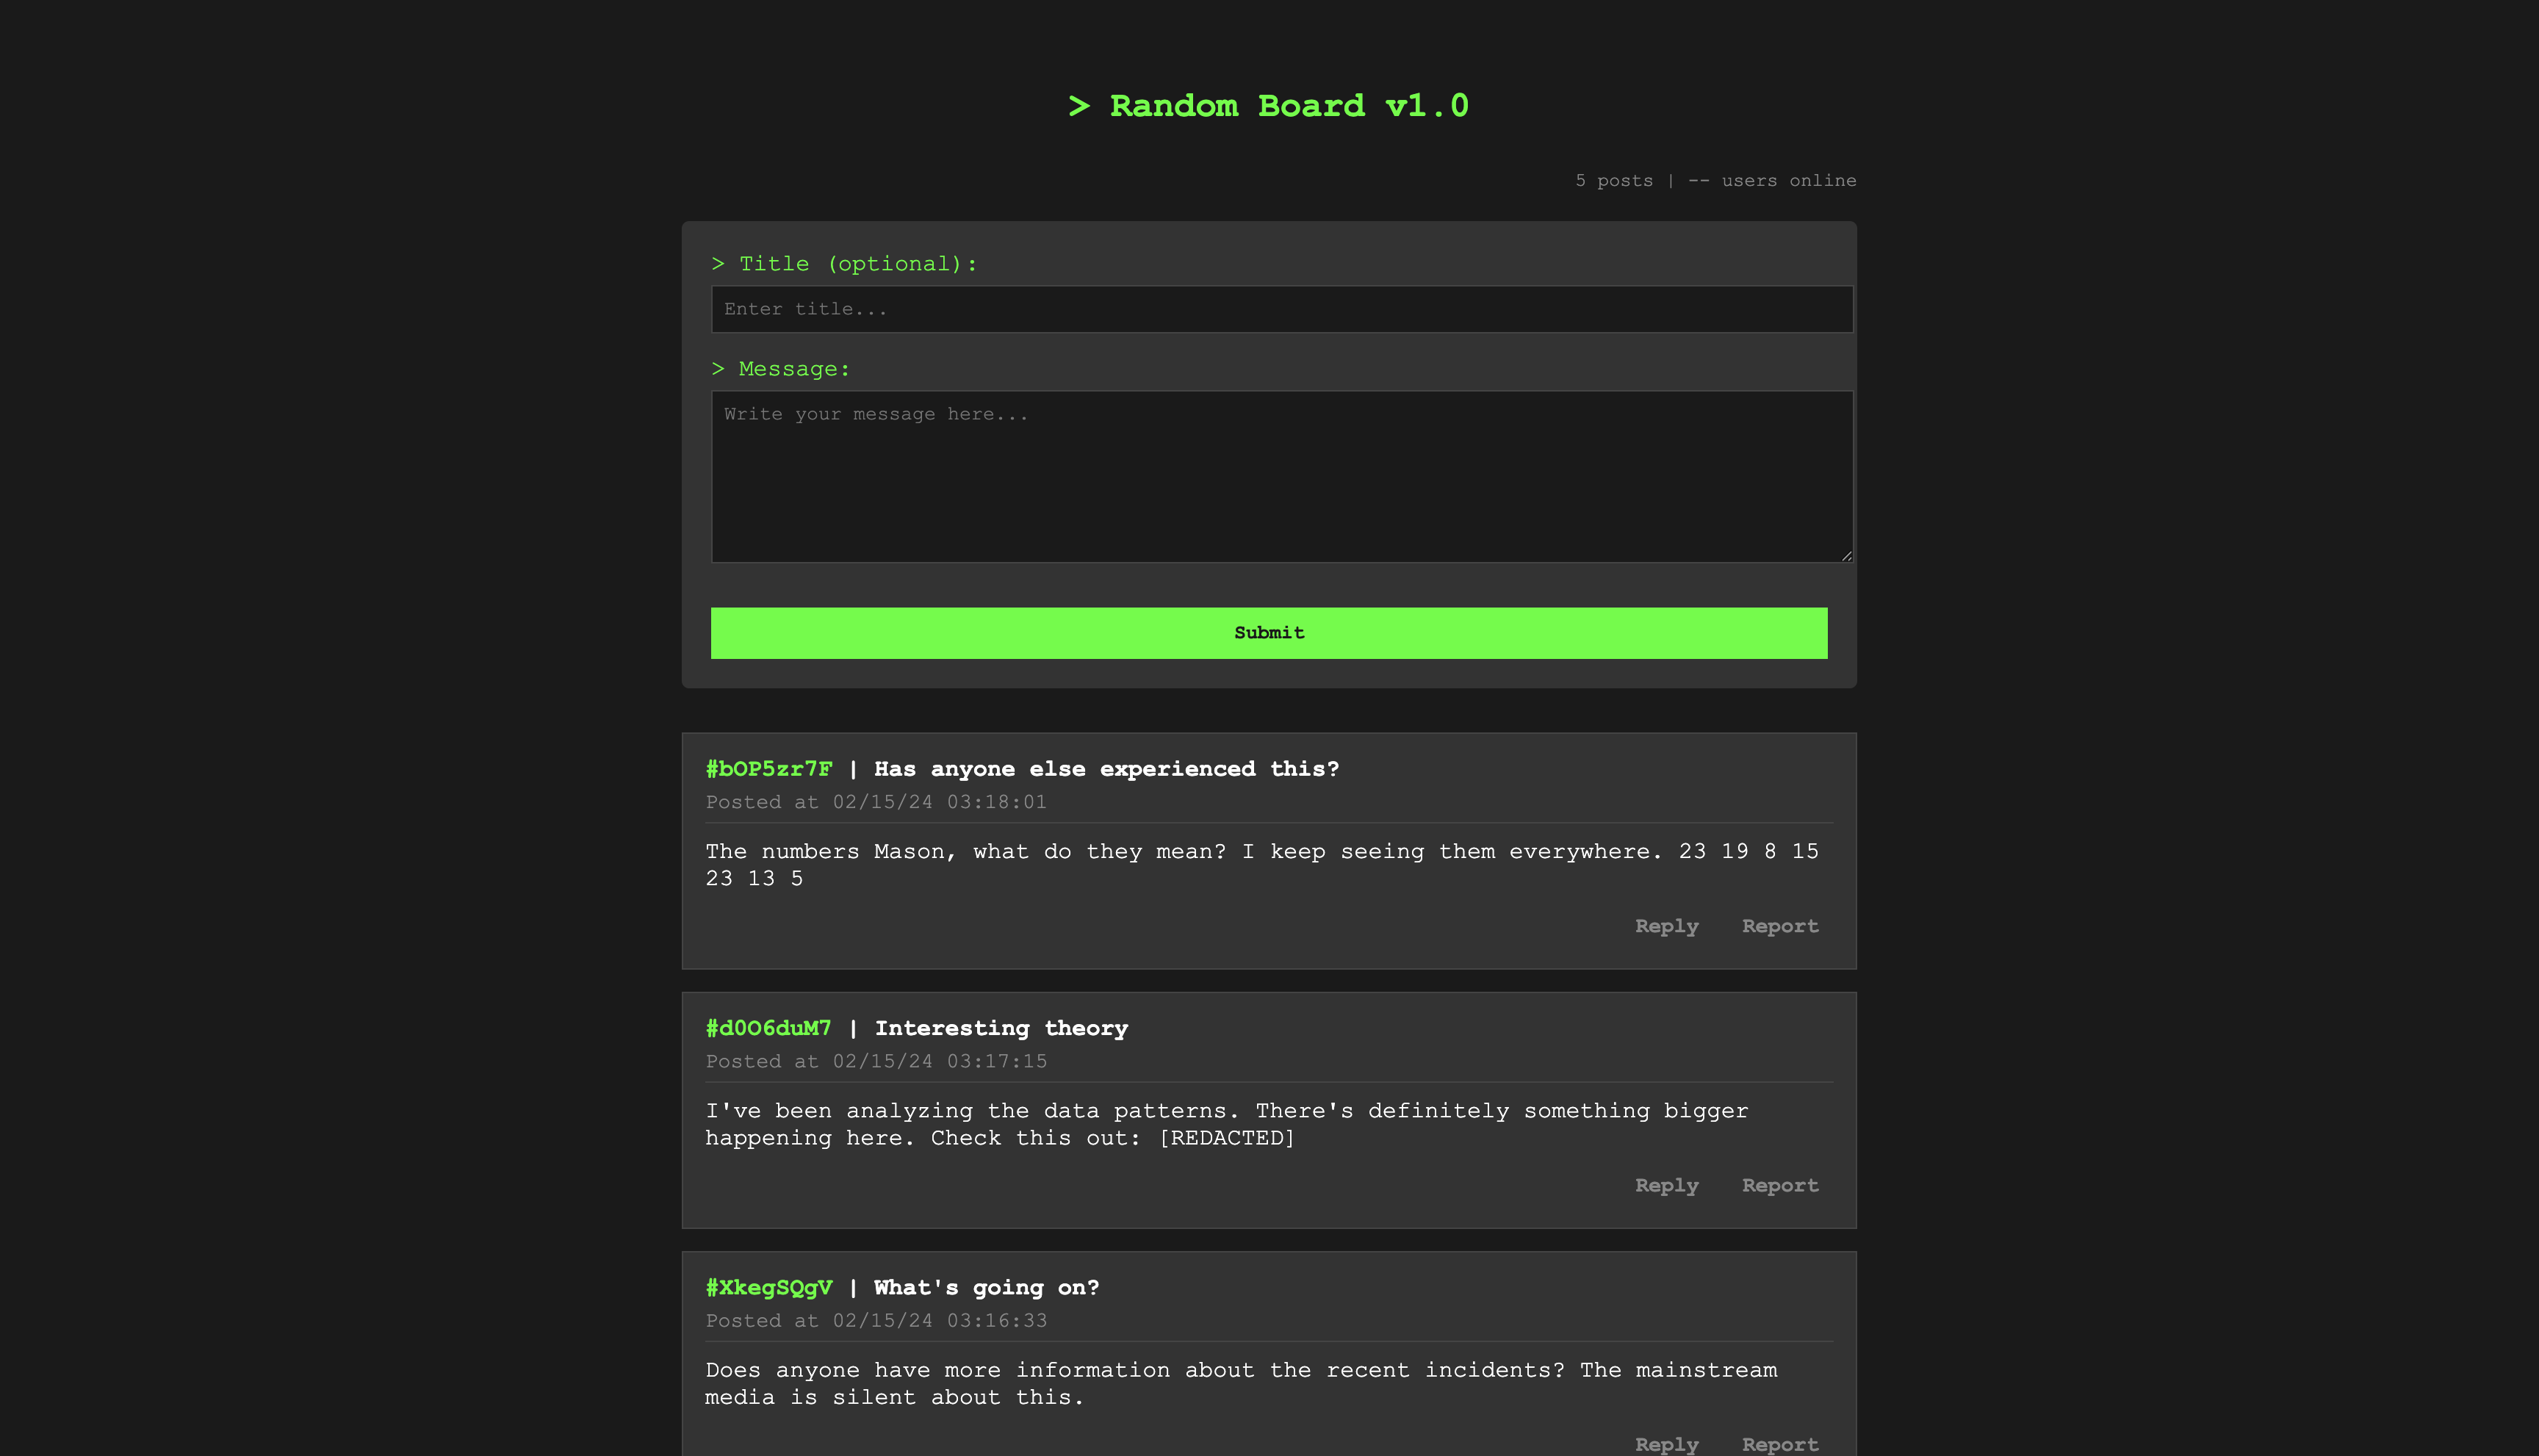 > Random Board v1.0
5 posts | -- users online
> Title (optional):
Enter title...
> Message:
Write your message here...
Submit
#bOP5zr7F | Has anyone else experienced this?
Posted at 02/15/24 03:18:01
The numbers Mason, what do they mean? I keep seeing them everywhere. 23 19 8 15
23 13 5
Reply Report
#d0O6duM7 | Interesting theory
Posted at 02/15/24 03:17:15
I've been analyzing the data patterns. There's definitely something bigger
happening here. Check this out: [REDACTED]
Reply Report
#XkegSQgV | What's going on?
Posted at 02/15/24 03:16:33
Does anyone have more information about the recent incidents? The mainstream
media is silent about this.
Reply Report